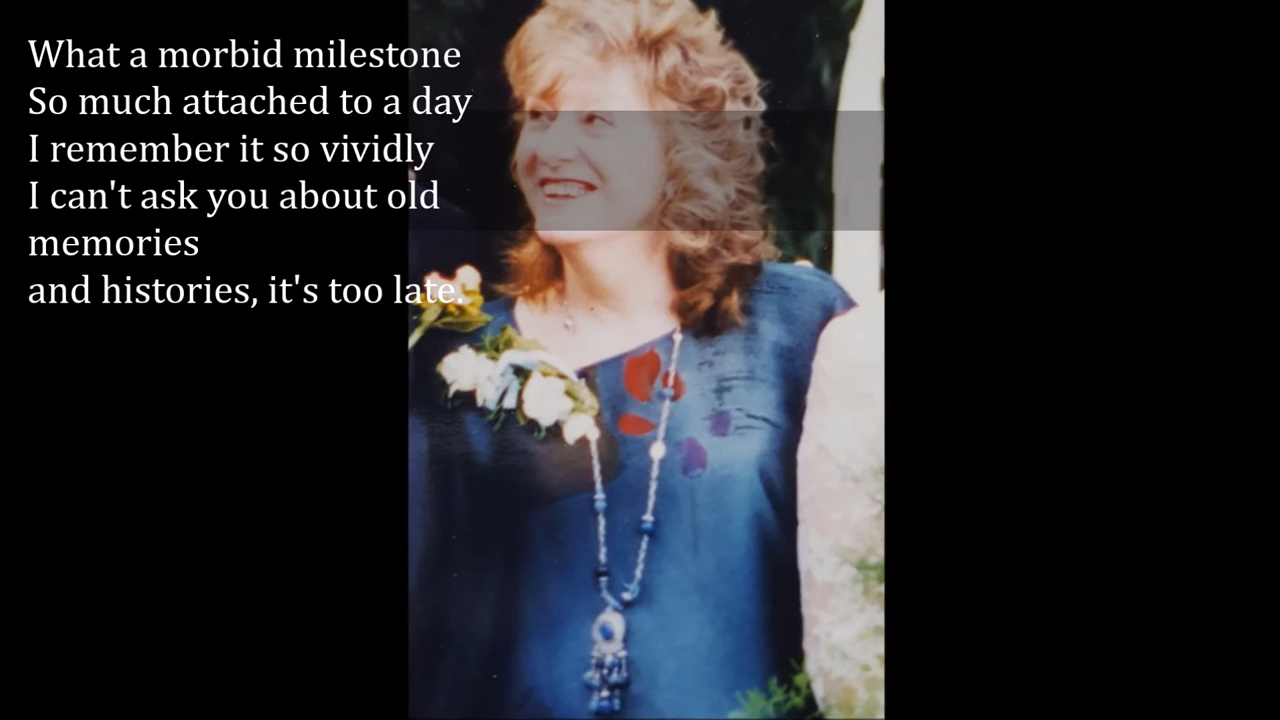 What a morbid milestone
So much attached to a day
I remember it so vividly
I can't ask you about old
memories
and histories, it's too late.